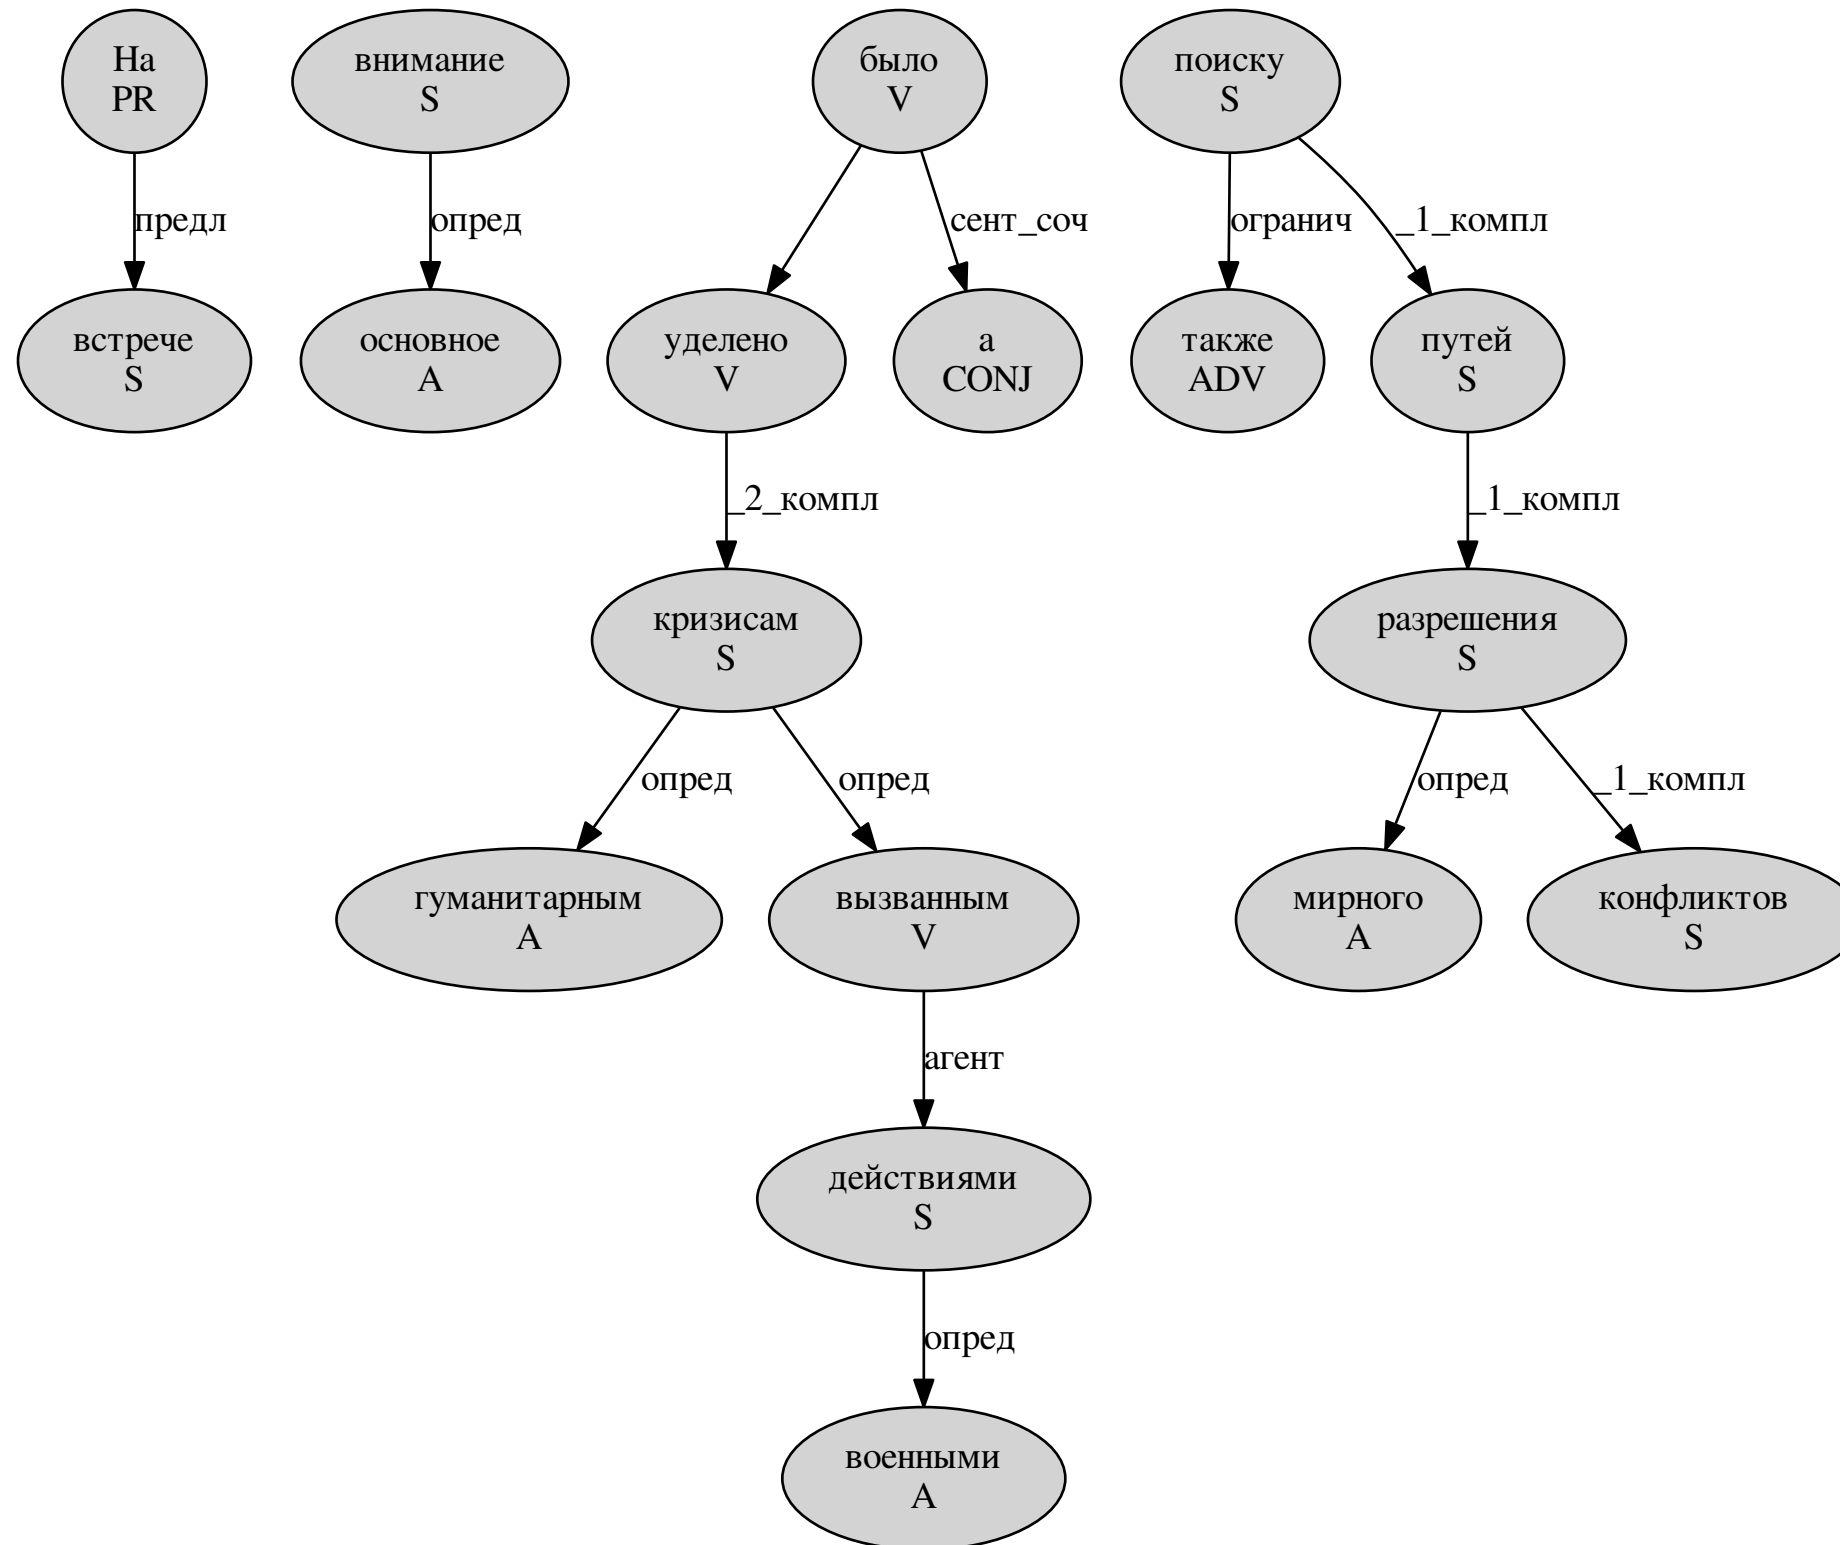 На
PR
внимание
S
было
V
поиску
S
предл
опред
сент_соч
огранич
_1_компл
встрече
S
основное
A
уделено
V
а
CONJ
также
ADV
путей
S
_2_компл
_1_компл
кризисам
S
разрешения
S
опред
опред
опред
_1_компл
гуманитарным
A
вызванным
V
мирного
A
конфликтов
S
агент
действиями
S
опред
военными
A